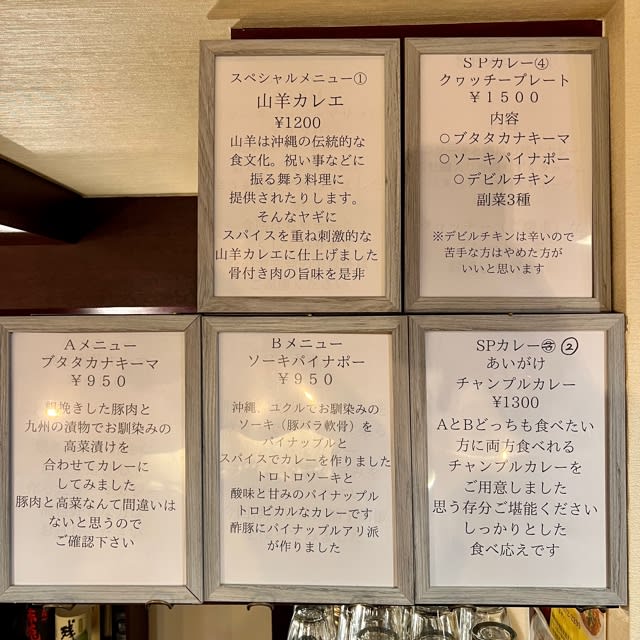 スペシャルメニュー①
山羊カレエ
¥1200
山羊は沖縄の伝統的な
食文化。祝い事などに
振る舞う料理に
提供されたりします。
そんなヤギに
スパイスを重ね刺激的な
山羊カレエに仕上げました
骨付き肉の旨味を是非
SPカレー④
クヮッチープレート
¥1500
内容
○ブタタカナキーマ
○ソーキパイナポー
○デビルチキン
副菜3種
※デビルチキンは辛いので
苦手な方はやめた方が
いいと思います
Aメニュー
ブタタカナキーマ
¥950
粗挽きした豚肉と
九州の漬物でお馴染みの
高菜漬けを
合わせてカレーに
してみました
豚肉と高菜なんて間違いは
ないと思うので
ご確認下さい
Bメニュー
ソーキパイナポー
¥950
沖縄、ユクルでお馴染みの
ソーキ（豚バラ軟骨）を
パイナップルと
スパイスでカレーを作りました
トロトロソーキと
酸味と甘みのパイナップル
トロピカルなカレーです
酢豚にパイナップルアリ派
が作りました
SPカレー②
あいがけ
チャンプルカレー
¥1300
AとBどっちも食べたい
方に両方食べれる
チャンプルカレーを
ご用意しました
思う存分ご堪能ください
しっかりとした
食べ応えです
残